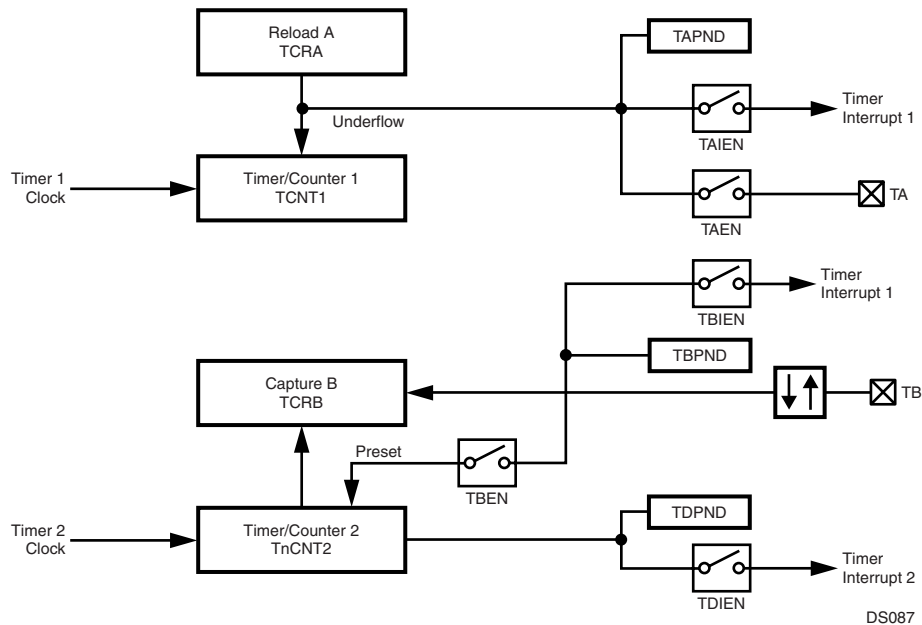 Reload A
TCRA
TAPND
Underflow
Timer
Interrupt 1
TAIEN
Timer 1
Clock
Timer/Counter 1
TCNT1
TA
TAEN
Timer
Interrupt 1
TBIEN
TBPND
Capture B
TCRB
TB
Preset
TBEN
TDPND
Timer 2
Clock
Timer/Counter 2
TnCNT2
Timer
Interrupt 2
TDIEN
DS087